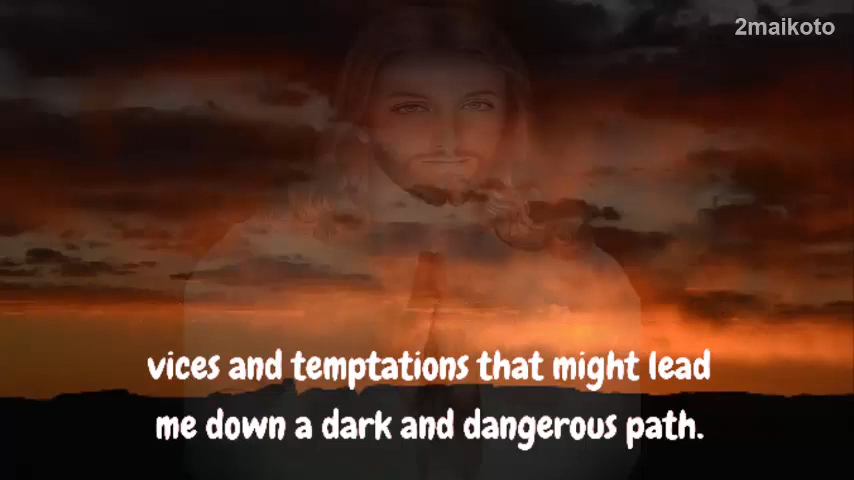 2maikoto
vices and temptations that might lead
me down a dark and dangerous path.